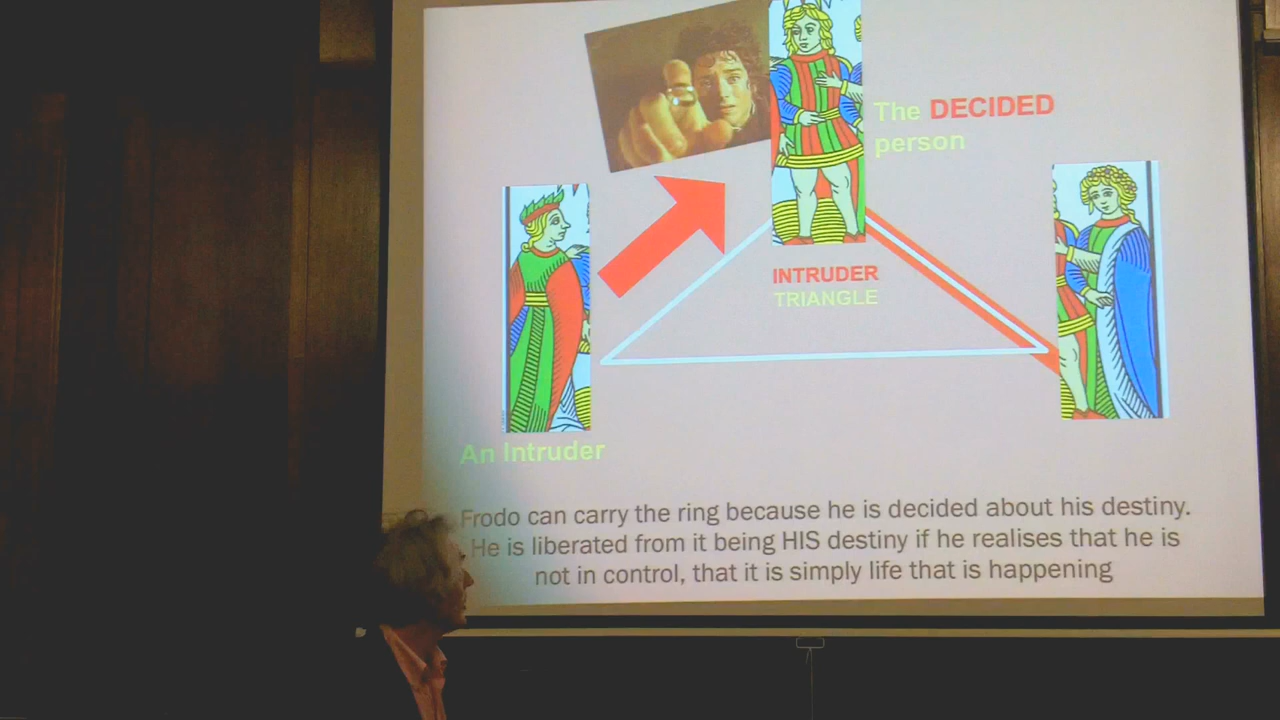 The DECIDED
person
INTRUDER
TRIANGLE
An Intruder
Frodo can carry the ring because he is decided about his destiny.
He is liberated from it being HIS destiny if he realises that he is
not in control, that it is simply life that is happening